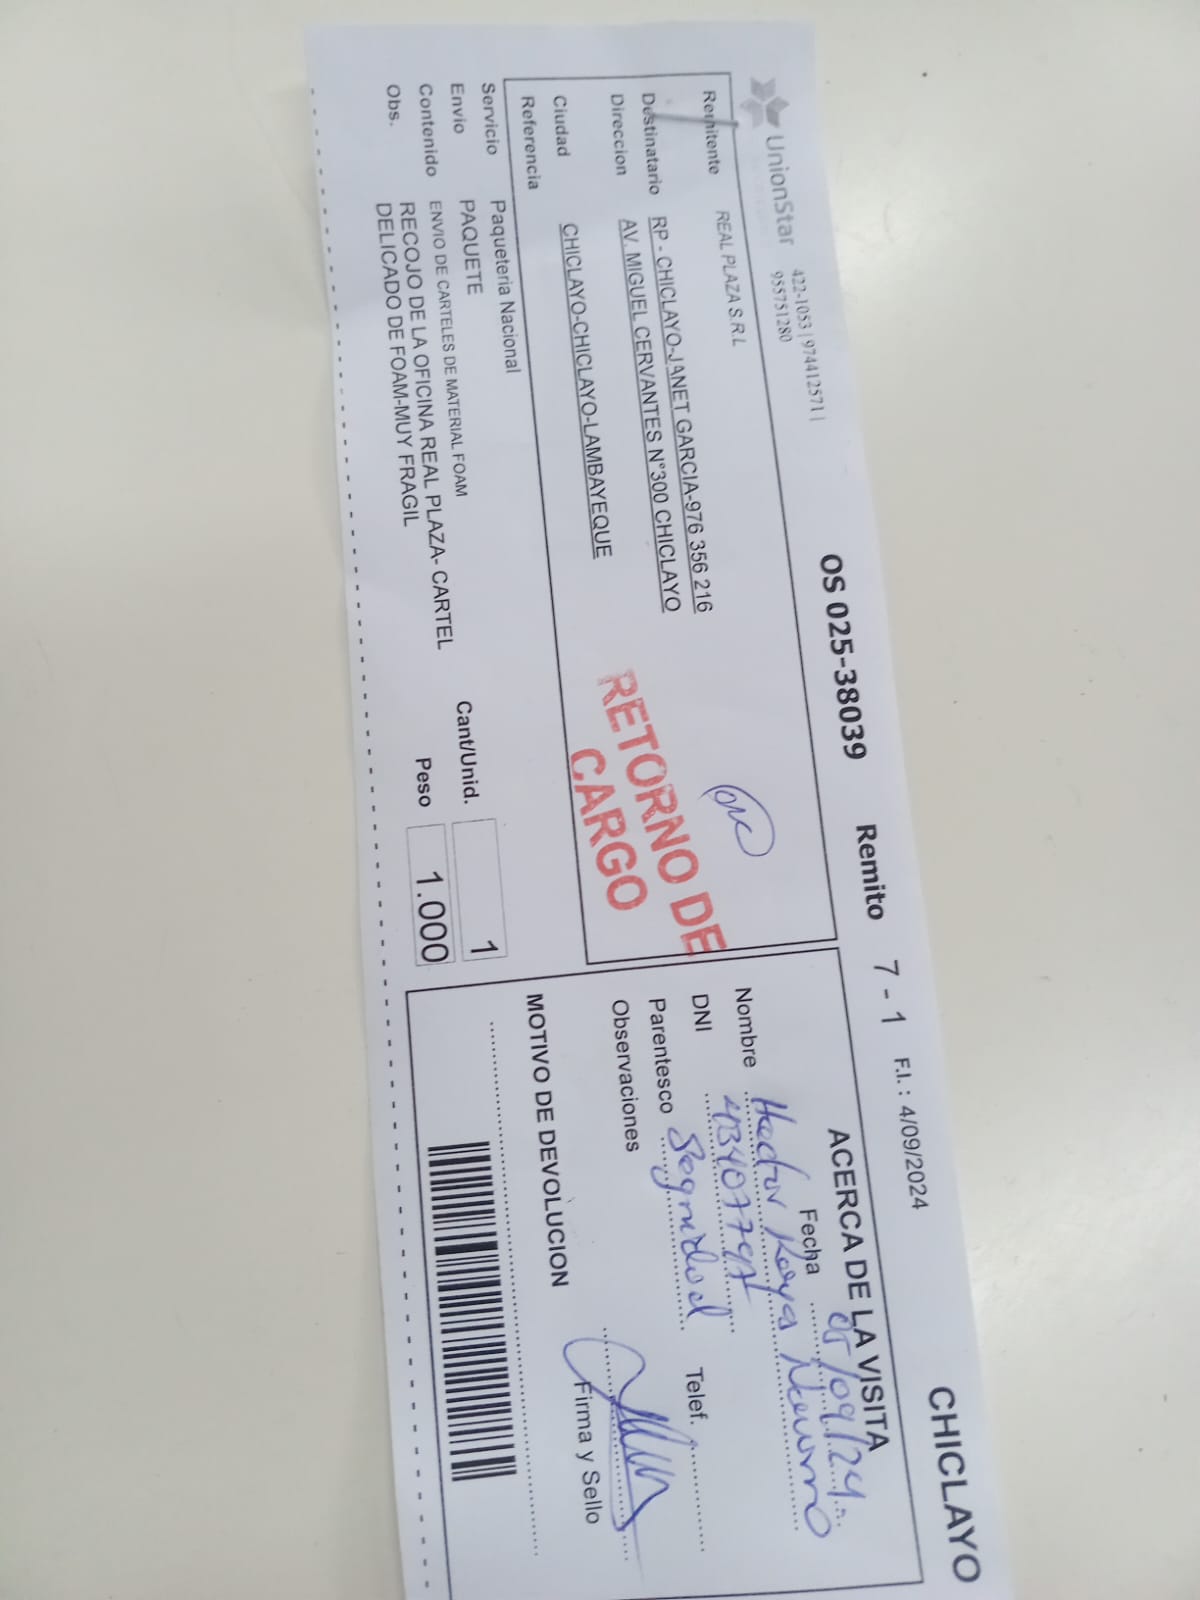 UnionStar
422-1053 | 974412571 |
955751280
OS 025-38039 Remito 7 - 1 F.I. : 4/09/2024 CHICLAYO
Remitente REAL PLAZA S.R.L
Destinatario RP - CHICLAYO-JANET GARCIA-976 356 216
Direccion AV. MIGUEL CERVANTES N°300 CHICLAYO
Ciudad CHICLAYO-CHICLAYO-LAMBAYEQUE
Referencia
RETORNO DE
CARGO
Servicio Paqueteria Nacional
Envio PAQUETE
Contenido ENVIO DE CARTELES DE MATERIAL FOAM
Obs. RECOJO DE LA OFICINA REAL PLAZA- CARTEL
DELICADO DE FOAM-MUY FRAGIL
Cant/Unid. 1
Peso 1.000
ACERCA DE LA VISITA
Fecha 05/09/24
Nombre Hector
DNI
Parentesco Telef.
Observaciones
Firma y Sello
MOTIVO DE DEVOLUCION